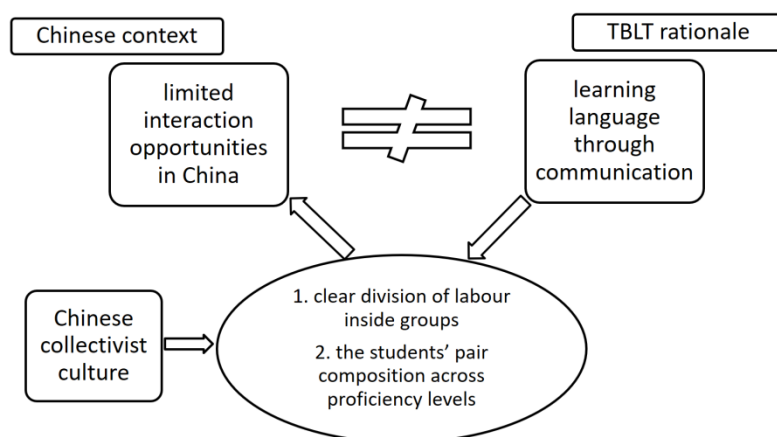 Chinese context
TBLT rationale
limited
interaction
opportunities
in China
learning
language
through
communication
Chinese
collectivist
culture
1. clear division of labour
inside groups
2. the students’ pair
composition across
proficiency levels